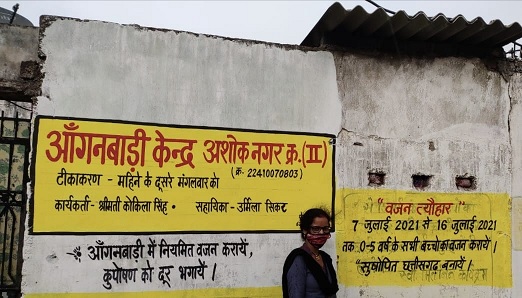 आँगनबाड़ी केन्द्र अशोक नगर क्र.(II)
(क्र. 22410070803)
टीकाकरण - महिने के दूसरे मंगलवार को
कार्यकर्ती - श्रीमती कोकिला सिंह · सहायिका - उर्मिला सिकट
आँगनबाड़ी में नियमित वजन करायें,
कुपोषण को दूर भगायें ।
"वजन त्यौहार"
7 जुलाई 2021 से 16 जुलाई 2021
तक 0-5 वर्ष के सभी बच्चो का वजन करायें ।
"सुपोषित छत्तीसगढ़ बनायें ।